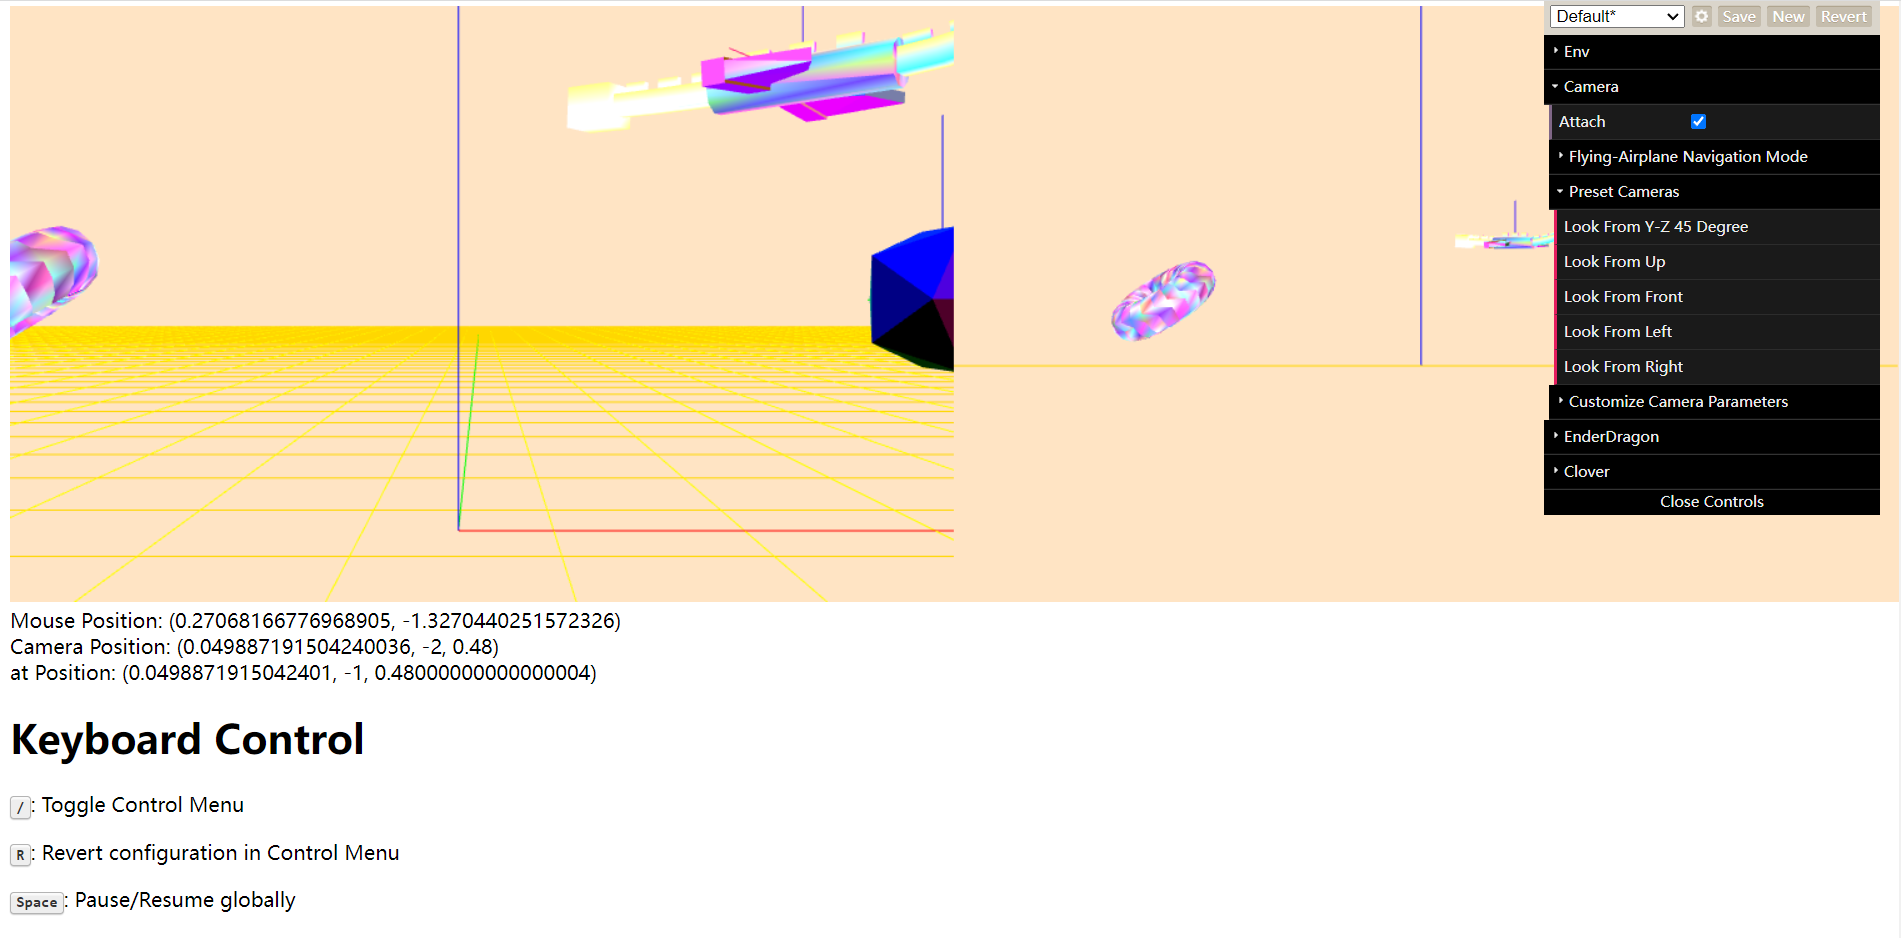 Default*
Save
New
Revert
Env
Camera
Attach
Flying-Airplane Navigation Mode
Preset Cameras
Look From Y-Z 45 Degree
Look From Up
Look From Front
Look From Left
Look From Right
Customize Camera Parameters
EnderDragon
Clover
Close Controls
Mouse Position: (0.27068166776968905, -1.3270440251572326)
Camera Position: (0.049887191504240036, -2, 0.48)
at Position: (0.0498871915042401, -1, 0.48000000000000004)
Keyboard Control
/: Toggle Control Menu
R: Revert configuration in Control Menu
Space: Pause/Resume globally